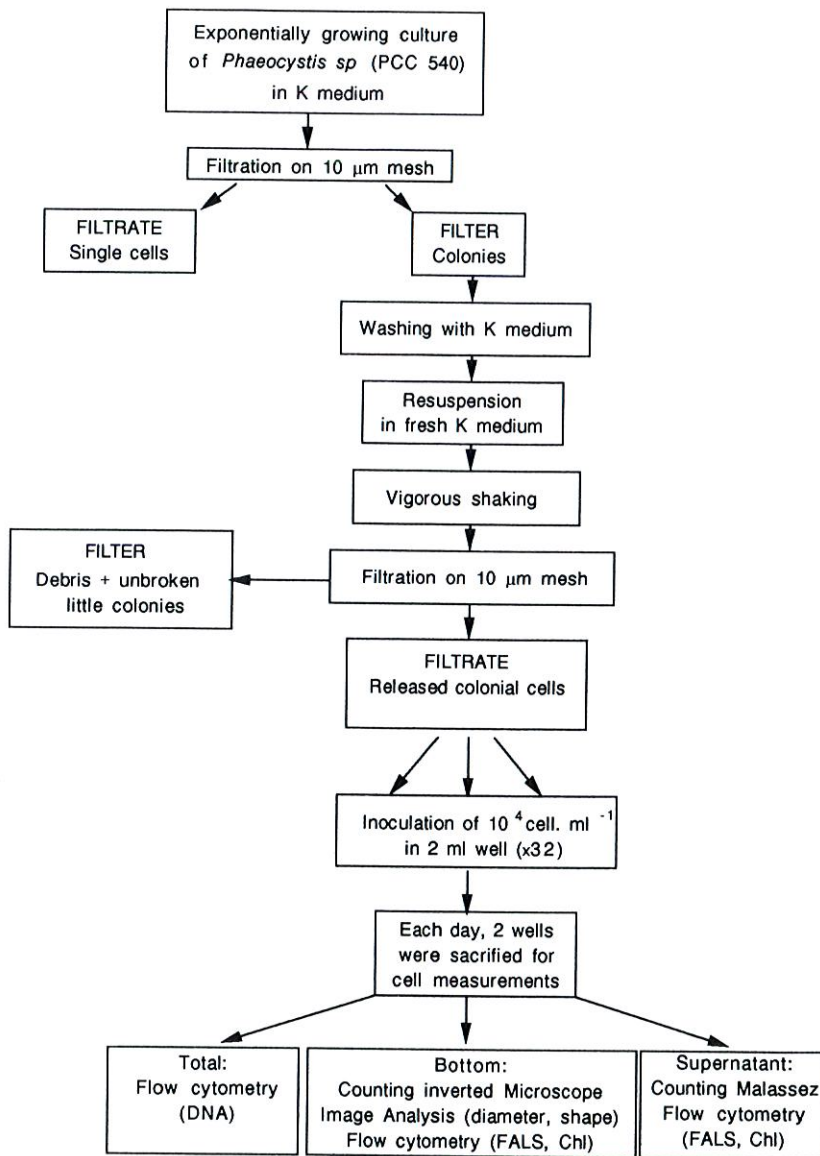 Exponentially growing culture
of Phaeocystis sp (PCC 540)
in K medium
Filtration on 10 μm mesh
FILTRATE
Single cells
FILTER
Colonies
Washing with K medium
Resuspension
in fresh K medium
Vigorous shaking
FILTER
Debris + unbroken
little colonies
Filtration on 10 μm mesh
FILTRATE
Released colonial cells
Inoculation of 10⁴ cell. ml⁻¹
in 2 ml well (x32)
Each day, 2 wells
were sacrified for
cell measurements
Total:
Flow cytometry
(DNA)
Bottom:
Counting inverted Microscope
Image Analysis (diameter, shape)
Flow cytometry (FALS, Chl)
Supernatant:
Counting Malassez
Flow cytometry
(FALS, Chl)